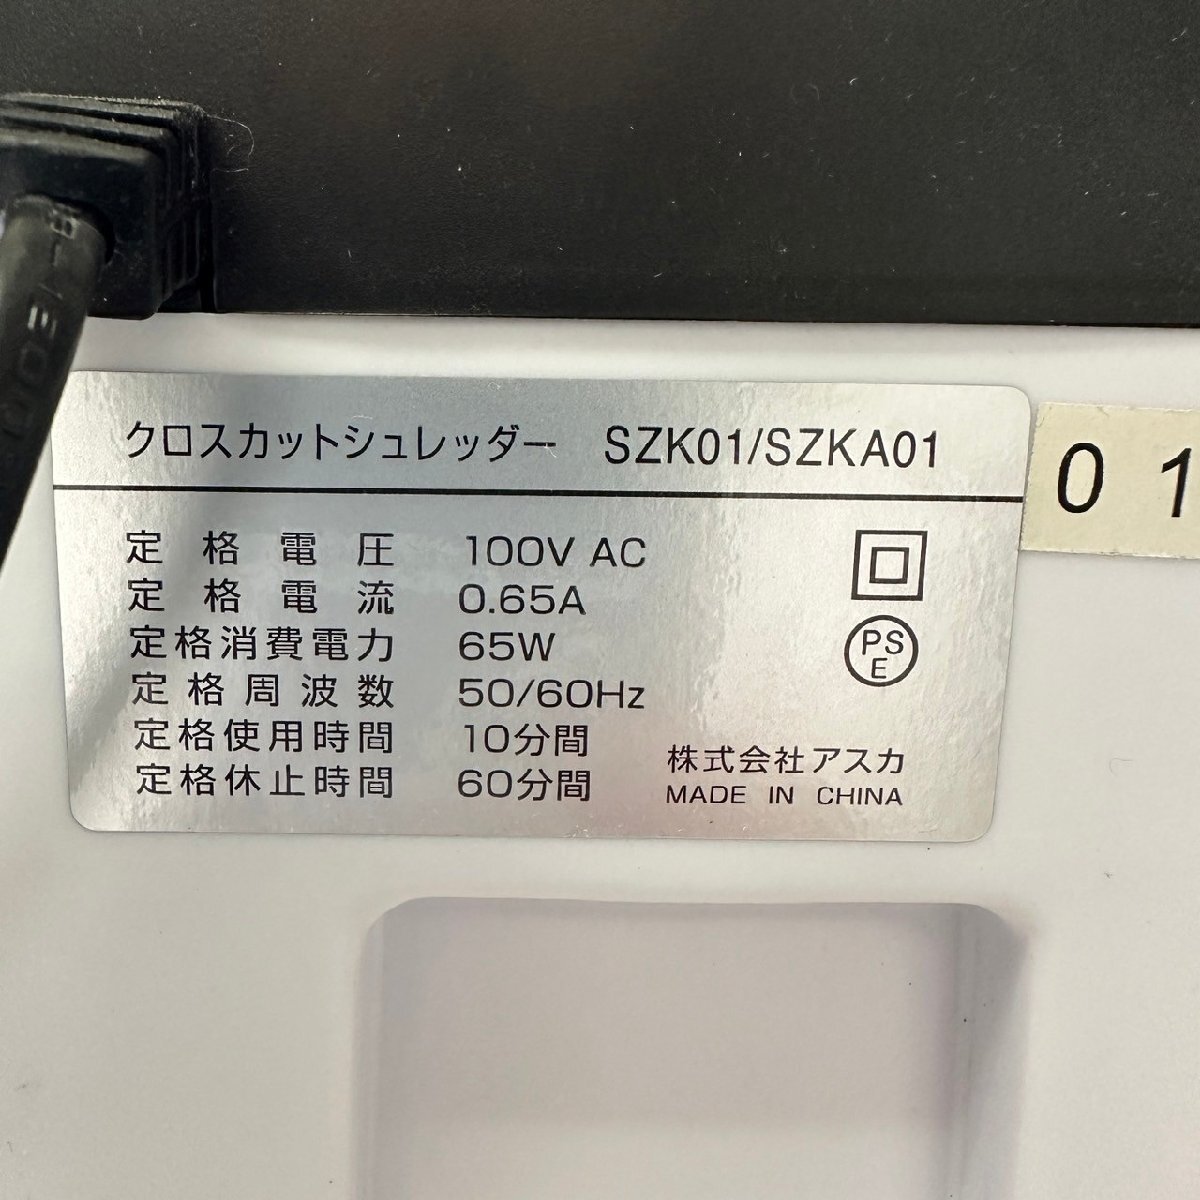 クロスカットシュレッダー SZK01/SZKA01
定格電圧 100V AC
定格電流 0.65A
定格消費電力 65W
定格周波数 50/60Hz
定格使用時間 10分間
定格休止時間 60分間
PS
E
株式会社アスカ
MADE IN CHINA
01